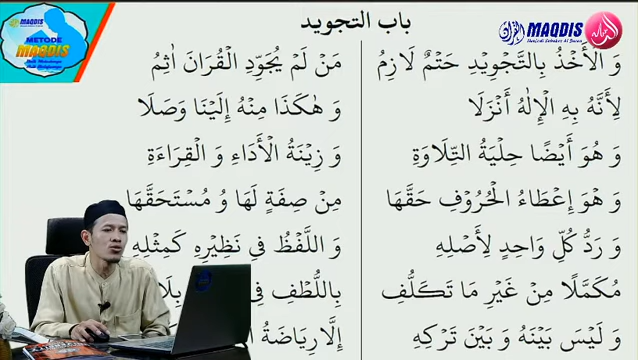 باب التجويد
MAQDIS
METODE
MAQDIS
MAQDIS
وَ الْأَخْذُ بِالتَّجْوِيْدِ حَتْمٌ لَازِمُ مَنْ لَمْ يُجَوِّدِ الْقُرَانَ اٰثِمُ
لِأَنَّهُ بِهِ الْإِلٰهُ أَنْزَلَا وَ هٰكَذَا مِنْهُ إِلَيْنَا وَصَلَا
وَ هُوَ أَيْضًا حِلْيَةُ التِّلَاوَةِ وَ زِيْنَةُ الْأَدَاءِ وَ الْقِرَاءَةِ
وَ هُوَ إِعْطَاءُ الْحُرُوْفِ حَقَّهَا مِنْ صِفَةٍ لَهَا وَ مُسْتَحَقَّهَا
وَ رَدُّ كُلِّ وَاحِدٍ لِأَصْلِهِ وَ اللَّفْظُ فِي نَظِيْرِهِ كَمِثْلِهِ
مُكَمَّلًا مِنْ غَيْرِ مَا تَكَلُّفِ بِاللُّطْفِ فِي
وَ لَيْسَ بَيْنَهُ وَ بَيْنَ تَرْكِهِ إِلَّا رِيَاضَةُ